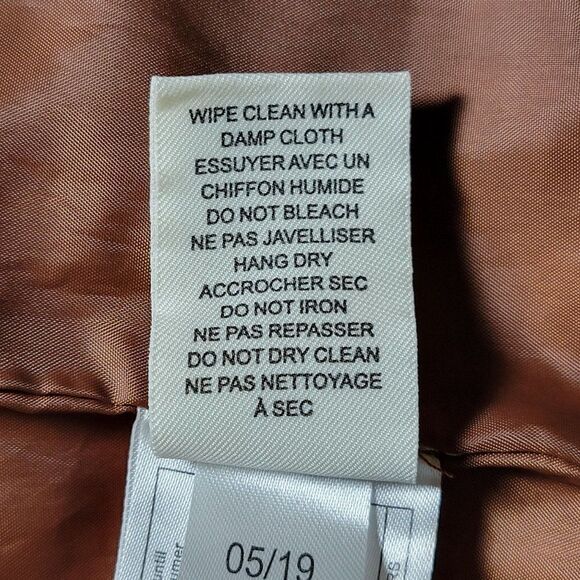 WIPE CLEAN WITH A
DAMP CLOTH
ESSUYER AVEC UN
CHIFFON HUMIDE
DO NOT BLEACH
NE PAS JAVELLISER
HANG DRY
ACCROCHER SEC
DO NOT IRON
NE PAS REPASSER
DO NOT DRY CLEAN
NE PAS NETTOYAGE
À SEC
until
05/19